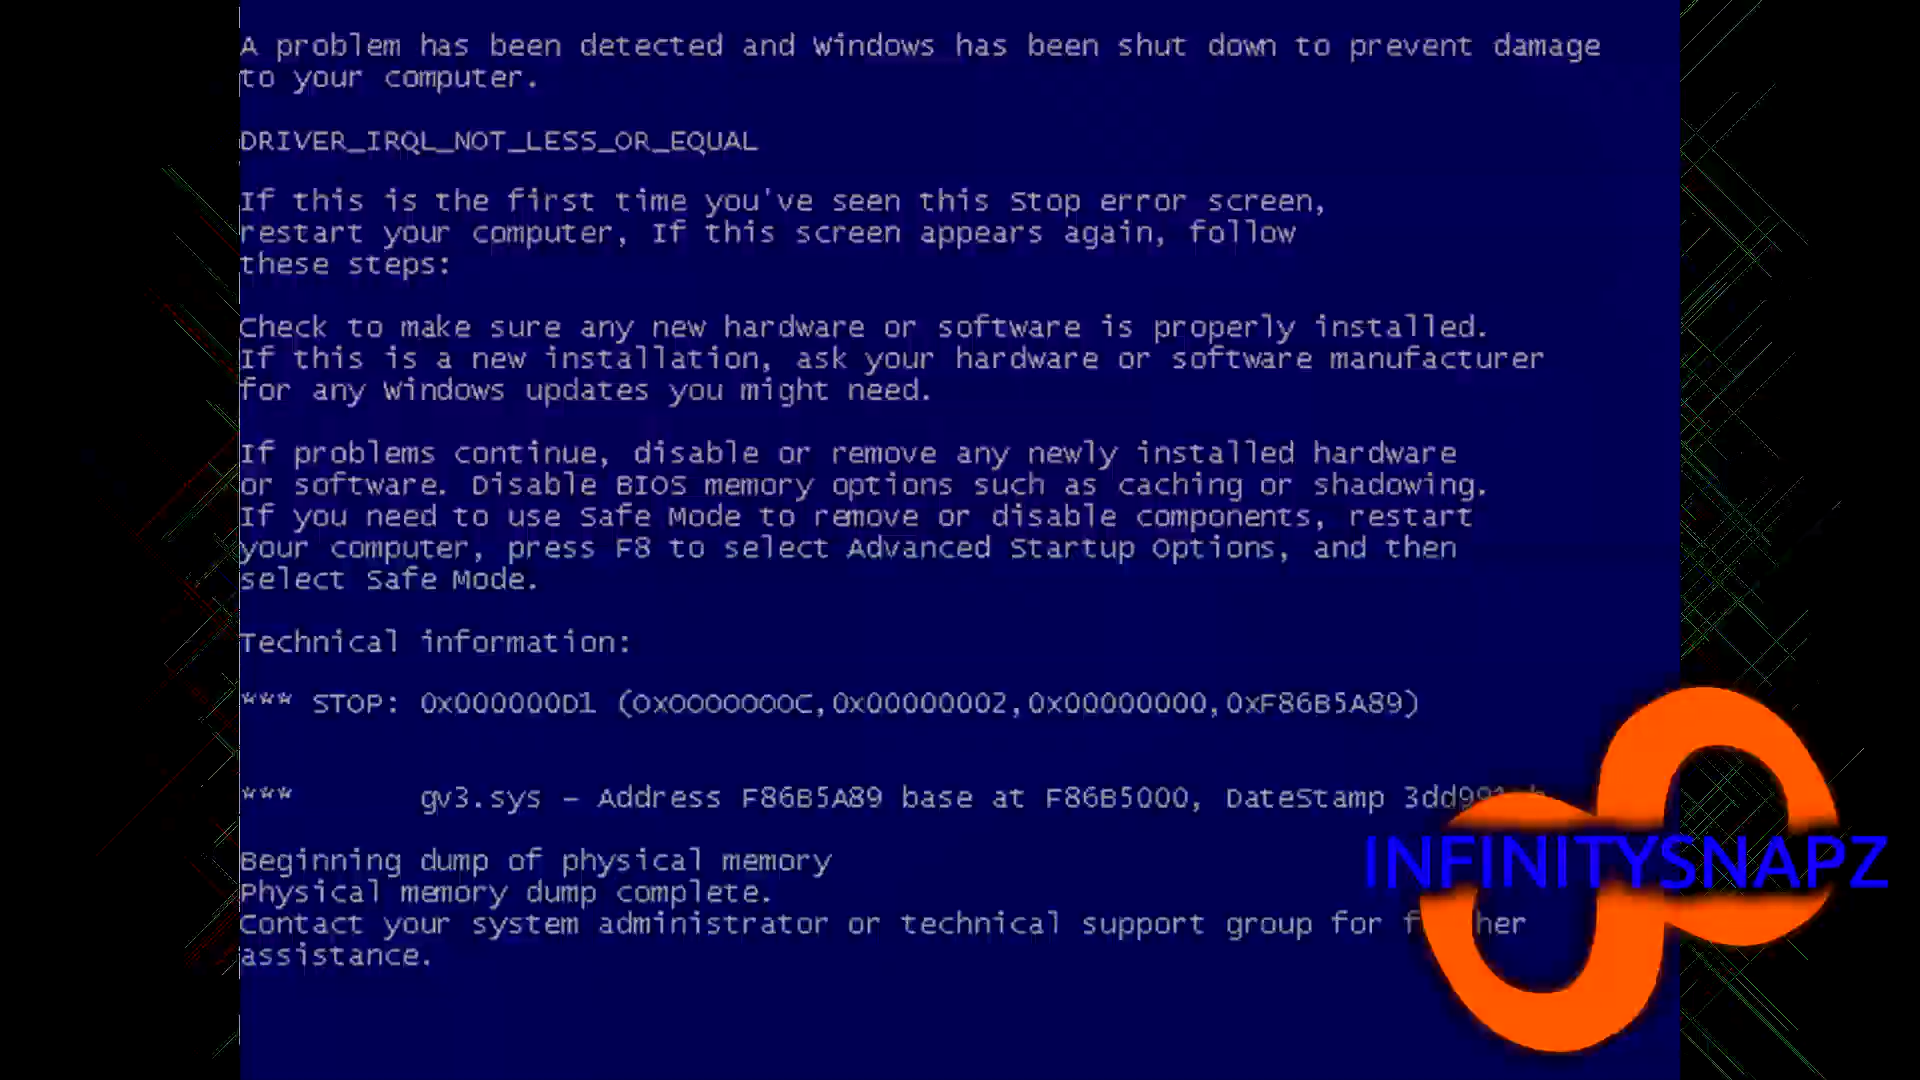 A problem has been detected and Windows has been shut down to prevent damage
to your computer.
DRIVER_IRQL_NOT_LESS_OR_EQUAL
If this is the first time you've seen this Stop error screen,
restart your computer, If this screen appears again, follow
these steps:
Check to make sure any new hardware or software is properly installed.
If this is a new installation, ask your hardware or software manufacturer
for any Windows updates you might need.
If problems continue, disable or remove any newly installed hardware
or software. Disable BIOS memory options such as caching or shadowing.
If you need to use Safe Mode to remove or disable components, restart
your computer, press F8 to select Advanced Startup Options, and then
select Safe Mode.
Technical information:
*** STOP: 0x000000D1 (0x0000000C,0x00000002,0x00000000,0xF86B5A89)
*** gv3.sys - Address F86B5A89 base at F86B5000, DateStamp
Beginning dump of physical memory
Physical memory dump complete.
Contact your system administrator or technical support group for
assistance.
INFINITYSNAPZ